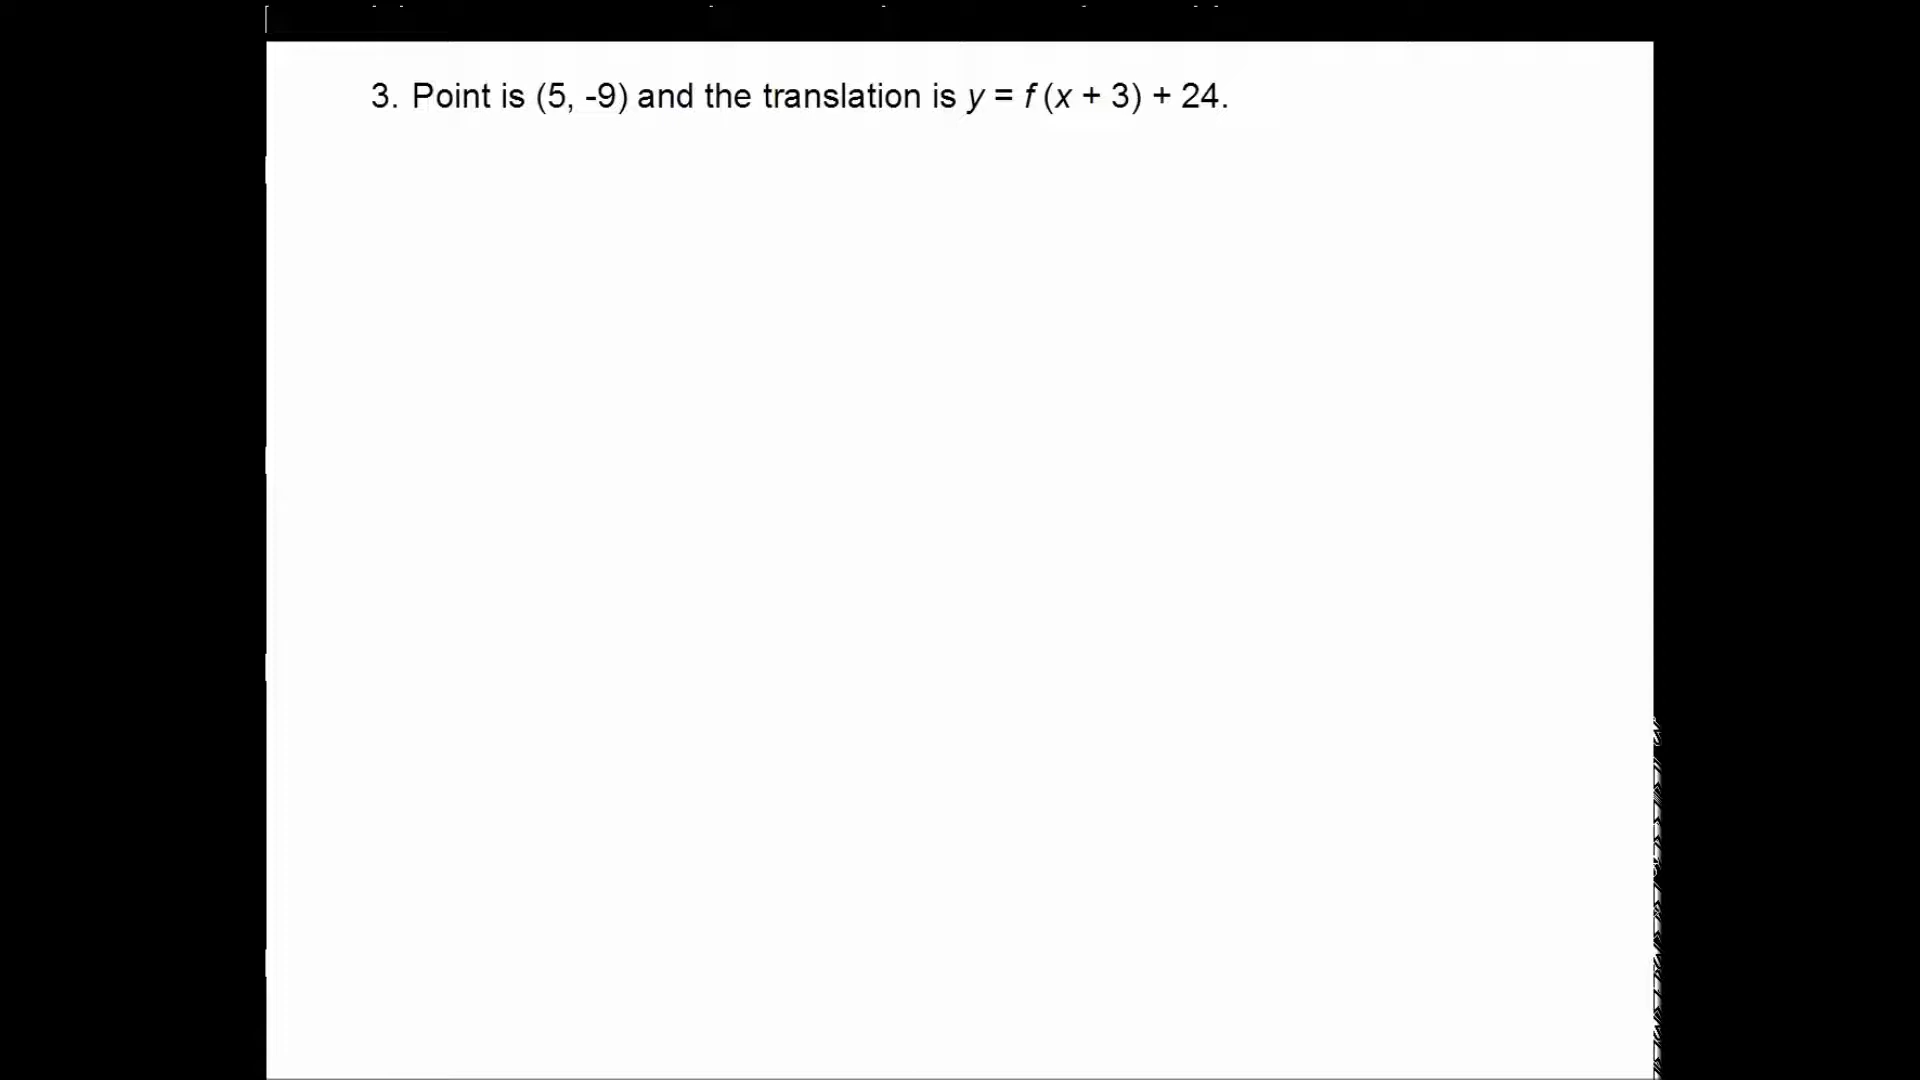 3. Point is (5, -9) and the translation is y = f (x + 3) + 24.